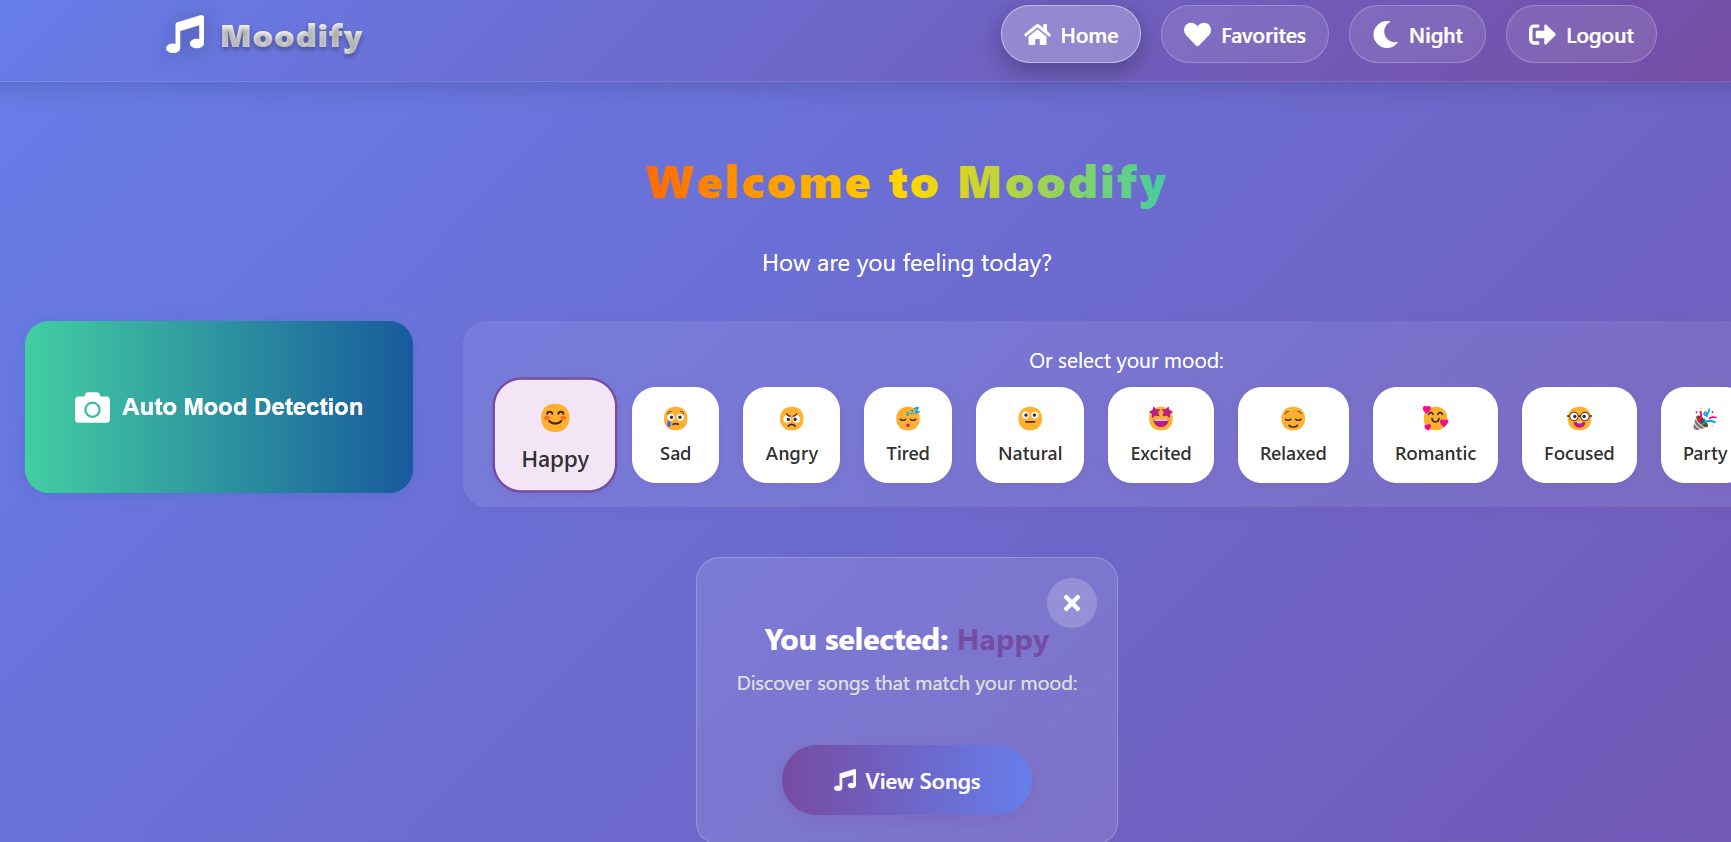 Moodify
Home
Favorites
Night
Logout
Welcome to Moodify
How are you feeling today?
Auto Mood Detection
Or select your mood:
Happy
Sad
Angry
Tired
Natural
Excited
Relaxed
Romantic
Focused
Party
You selected: Happy
Discover songs that match your mood:
View Songs